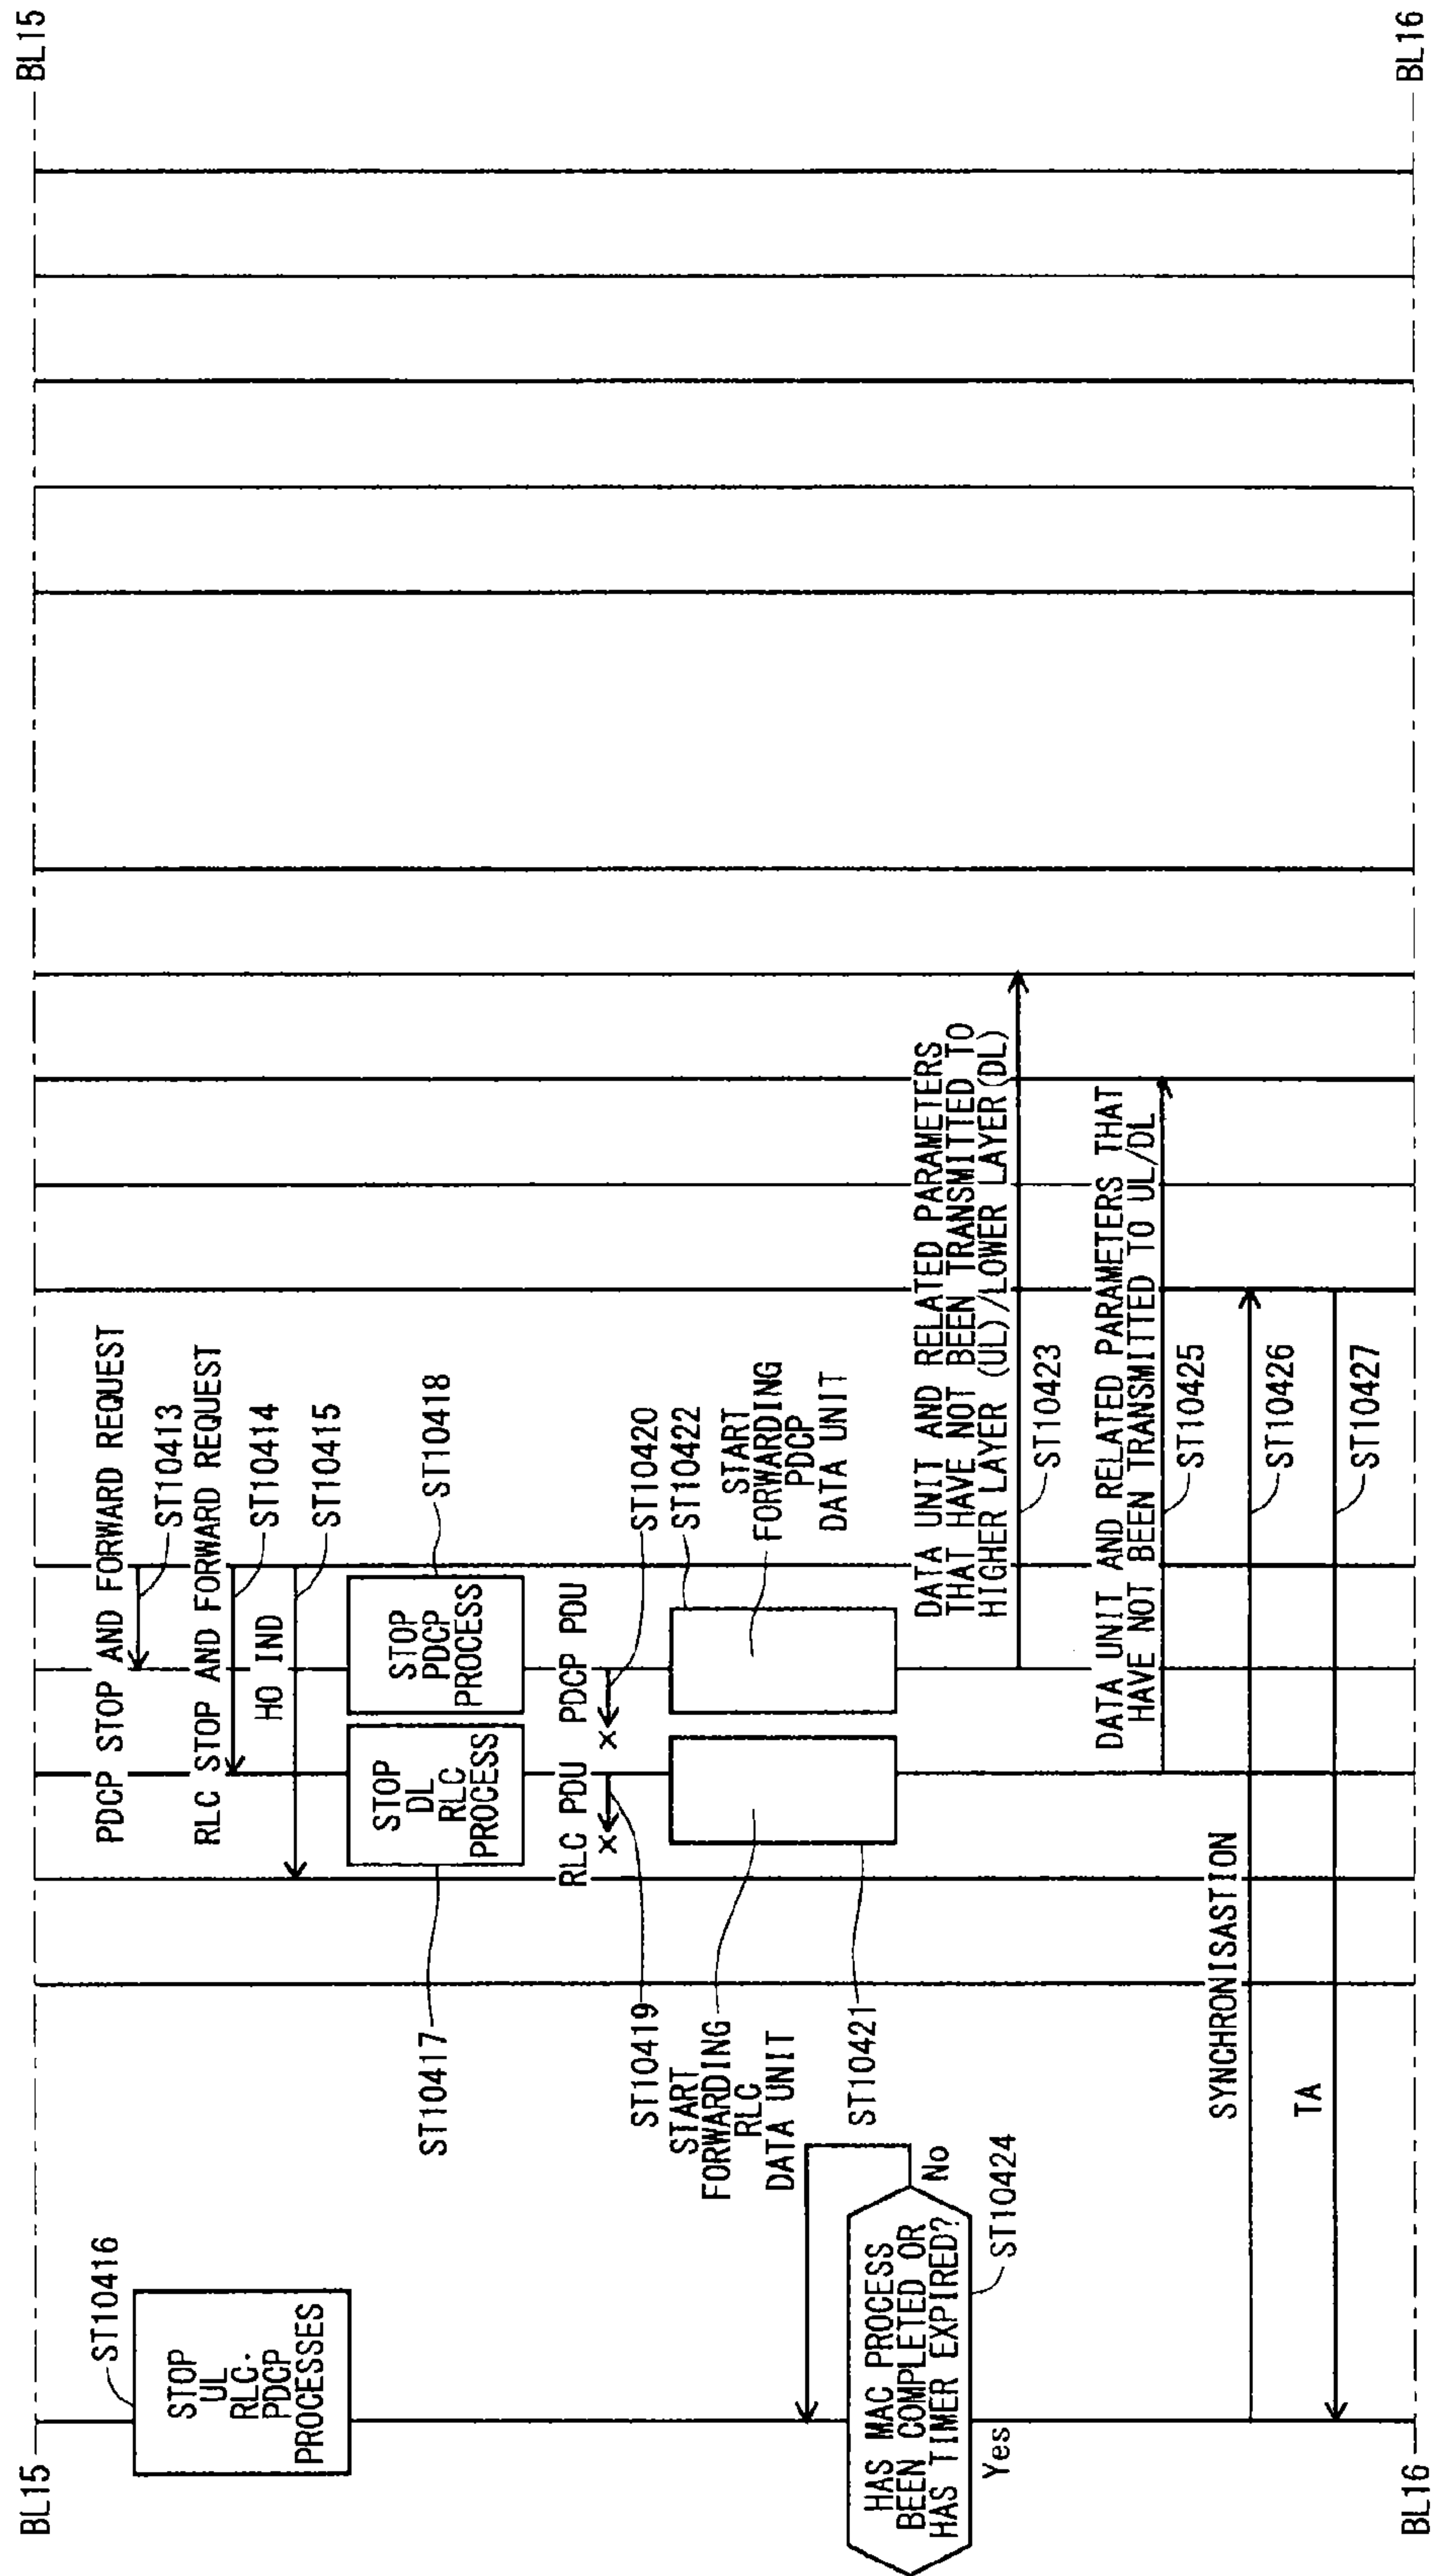 BL15
BL15
PDCP STOP AND FORWARD REQUEST
ST10413
RLC STOP AND FORWARD REQUEST
ST10414
HO IND
ST10415
ST10416
STOP
UL
RLC.
PDCP
PROCESSES
ST10417
STOP
DL
RLC
PROCESS
STOP
PDCP
PROCESS
ST10418
RLC PDU
PDCP PDU
ST10419
ST10420
START
FORWARDING
RLC
DATA UNIT
ST10421
ST10422
START
FORWARDING
PDCP
DATA UNIT
HAS MAC PROCESS
BEEN COMPLETED OR
HAS TIMER EXPIRED?
No
Yes
ST10424
DATA UNIT AND RELATED PARAMETERS
THAT HAVE NOT BEEN TRANSMITTED TO
HIGHER LAYER (UL)/LOWER LAYER(DL)
ST10423
DATA UNIT AND RELATED PARAMETERS THAT
HAVE NOT BEEN TRANSMITTED TO UL/DL
ST10425
SYNCHRONISASTION
ST10426
TA
ST10427
BL16
BL16